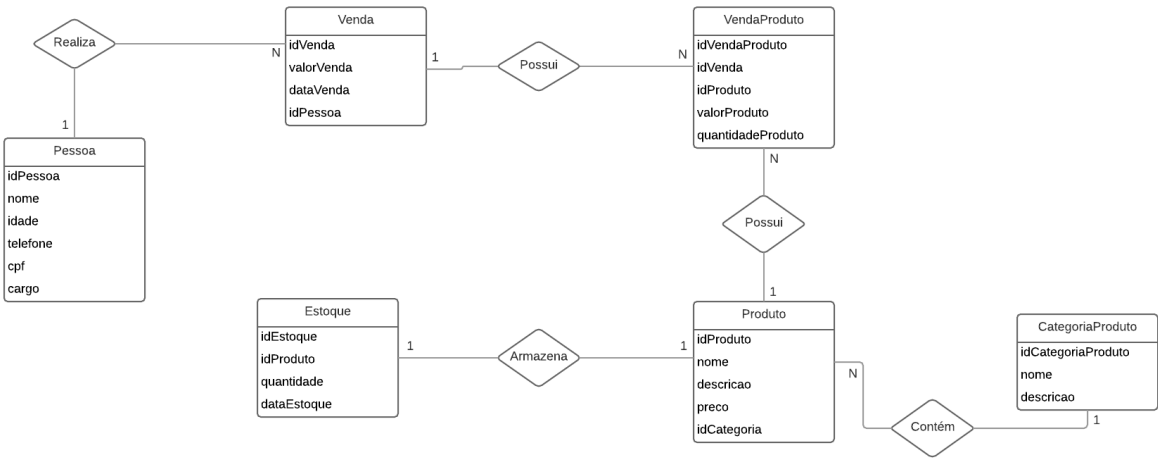 Realiza
N
1
Venda
idVenda
valorVenda
dataVenda
idPessoa
1
Possui
N
VendaProduto
idVendaProduto
idVenda
idProduto
valorProduto
quantidadeProduto
Pessoa
idPessoa
nome
idade
telefone
cpf
cargo
N
Possui
1
Estoque
idEstoque
idProduto
quantidade
dataEstoque
1
Armazena
1
Produto
idProduto
nome
descricao
preco
idCategoria
N
Contém
1
CategoriaProduto
idCategoriaProduto
nome
descricao